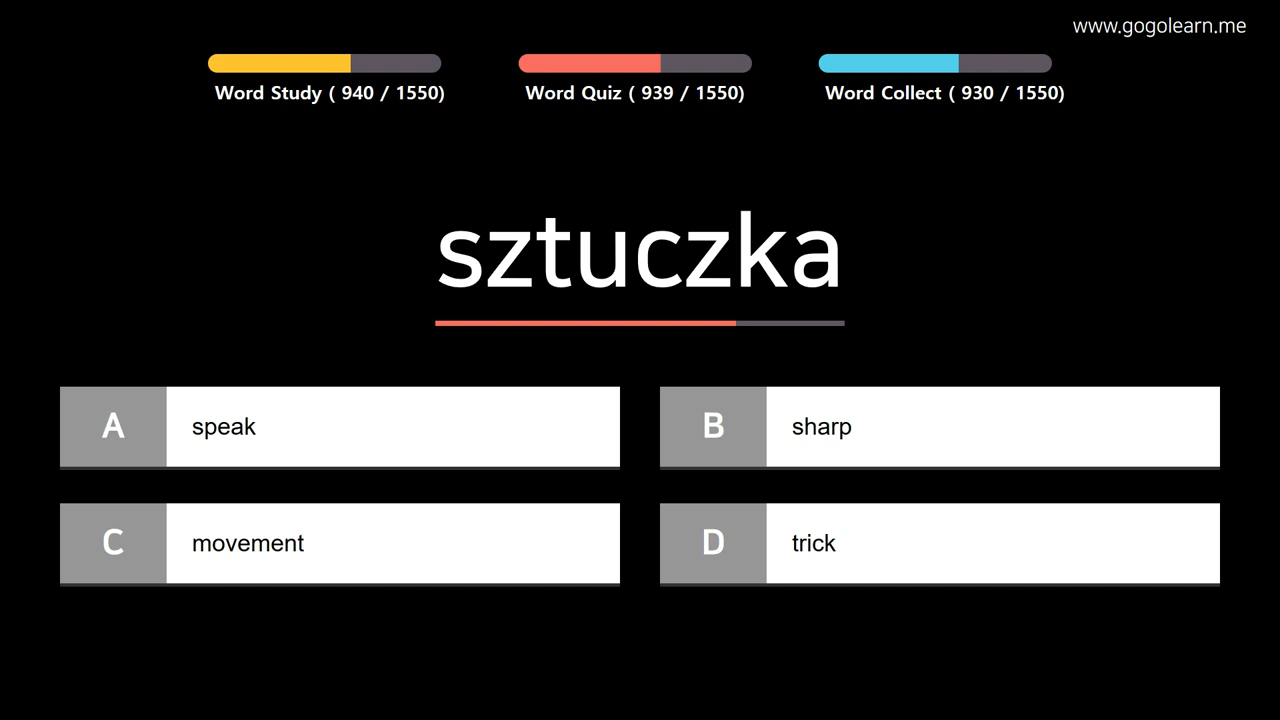 www.gogolearn.me
Word Study ( 940 / 1550)
Word Quiz ( 939 / 1550)
Word Collect ( 930 / 1550)
sztuczka
A speak
B sharp
C movement
D trick